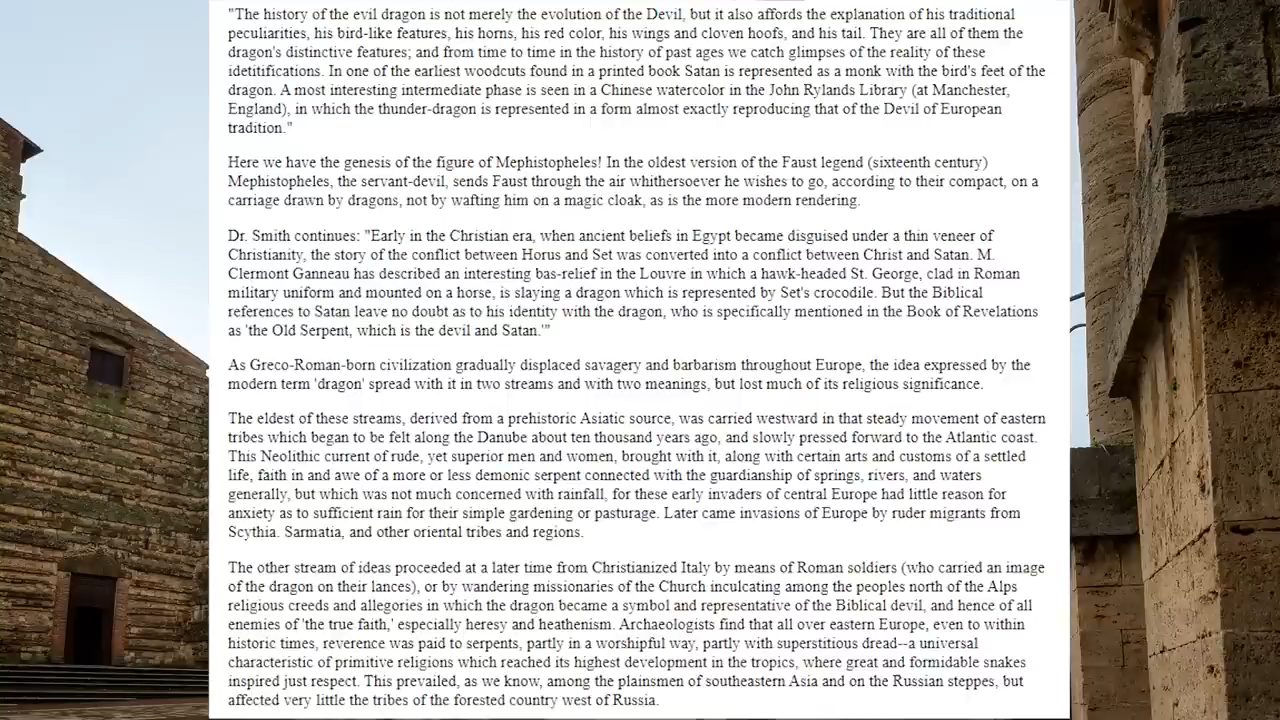 "The history of the evil dragon is not merely the evolution of the Devil, but it also affords the explanation of his traditional
peculiarities, his bird-like features, his horns, his red color, his wings and cloven hoofs, and his tail. They are all of them the
dragon's distinctive features; and from time to time in the history of past ages we catch glimpses of the reality of these
idetitifications. In one of the earliest woodcuts found in a printed book Satan is represented as a monk with the bird's feet of the
dragon. A most interesting intermediate phase is seen in a Chinese watercolor in the John Rylands Library (at Manchester,
England), in which the thunder-dragon is represented in a form almost exactly reproducing that of the Devil of European
tradition."
Here we have the genesis of the figure of Mephistopheles! In the oldest version of the Faust legend (sixteenth century)
Mephistopheles, the servant-devil, sends Faust through the air whithersoever he wishes to go, according to their compact, on a
carriage drawn by dragons, not by wafting him on a magic cloak, as is the more modern rendering.
Dr. Smith continues: "Early in the Christian era, when ancient beliefs in Egypt became disguised under a thin veneer of
Christianity, the story of the conflict between Horus and Set was converted into a conflict between Christ and Satan. M.
Clermont Ganneau has described an interesting bas-relief in the Louvre in which a hawk-headed St. George, clad in Roman
military uniform and mounted on a horse, is slaying a dragon which is represented by Set's crocodile. But the Biblical
references to Satan leave no doubt as to his identity with the dragon, who is specifically mentioned in the Book of Revelations
as 'the Old Serpent, which is the devil and Satan.'"
As Greco-Roman-born civilization gradually displaced savagery and barbarism throughout Europe, the idea expressed by the
modern term 'dragon' spread with it in two streams and with two meanings, but lost much of its religious significance.
The eldest of these streams, derived from a prehistoric Asiatic source, was carried westward in that steady movement of eastern
tribes which began to be felt along the Danube about ten thousand years ago, and slowly pressed forward to the Atlantic coast.
This Neolithic current of rude, yet superior men and women, brought with it, along with certain arts and customs of a settled
life, faith in and awe of a more or less demonic serpent connected with the guardianship of springs, rivers, and waters
generally, but which was not much concerned with rainfall, for these early invaders of central Europe had little reason for
anxiety as to sufficient rain for their simple gardening or pasturage. Later came invasions of Europe by ruder migrants from
Scythia. Sarmatia, and other oriental tribes and regions.
The other stream of ideas proceeded at a later time from Christianized Italy by means of Roman soldiers (who carried an image
of the dragon on their lances), or by wandering missionaries of the Church inculcating among the peoples north of the Alps
religious creeds and allegories in which the dragon became a symbol and representative of the Biblical devil, and hence of all
enemies of 'the true faith,' especially heresy and heathenism. Archaeologists find that all over eastern Europe, even to within
historic times, reverence was paid to serpents, partly in a worshipful way, partly with superstitious dread--a universal
characteristic of primitive religions which reached its highest development in the tropics, where great and formidable snakes
inspired just respect. This prevailed, as we know, among the plainsmen of southeastern Asia and on the Russian steppes, but
affected very little the tribes of the forested country west of Russia.